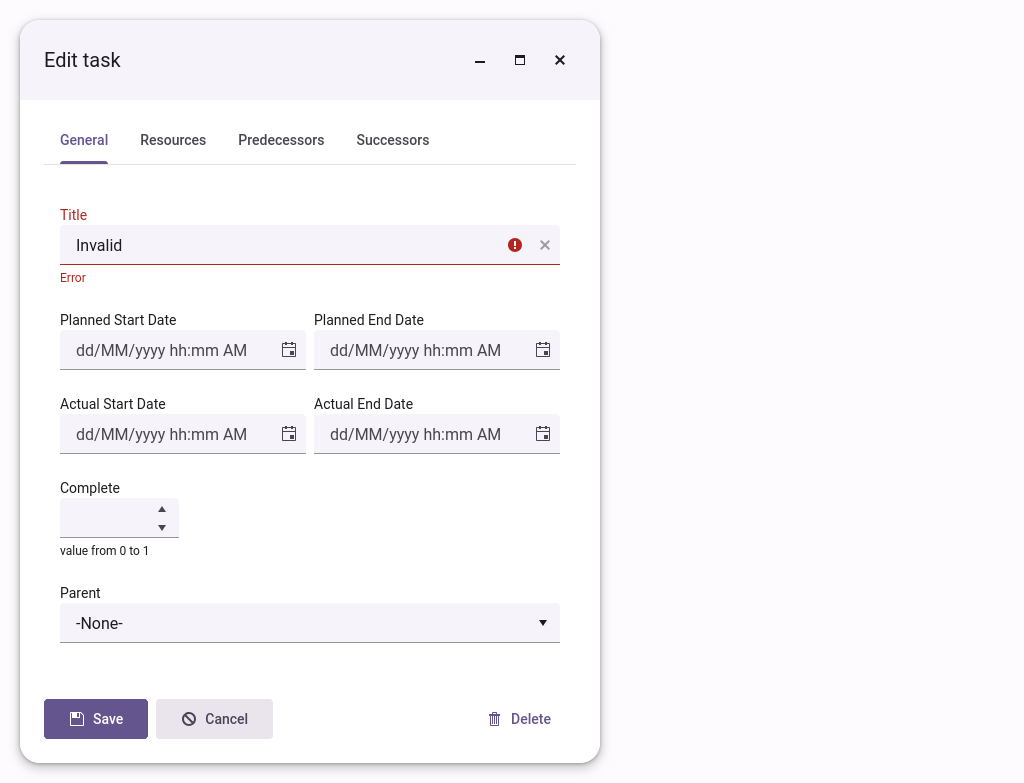 Edit task
General Resources Predecessors Successors
Title
Invalid
Error
Planned Start Date Planned End Date
dd/MM/yyyy hh:mm AM dd/MM/yyyy hh:mm AM
Actual Start Date Actual End Date
dd/MM/yyyy hh:mm AM dd/MM/yyyy hh:mm AM
Complete
value from 0 to 1
Parent
-None-
Save Cancel Delete